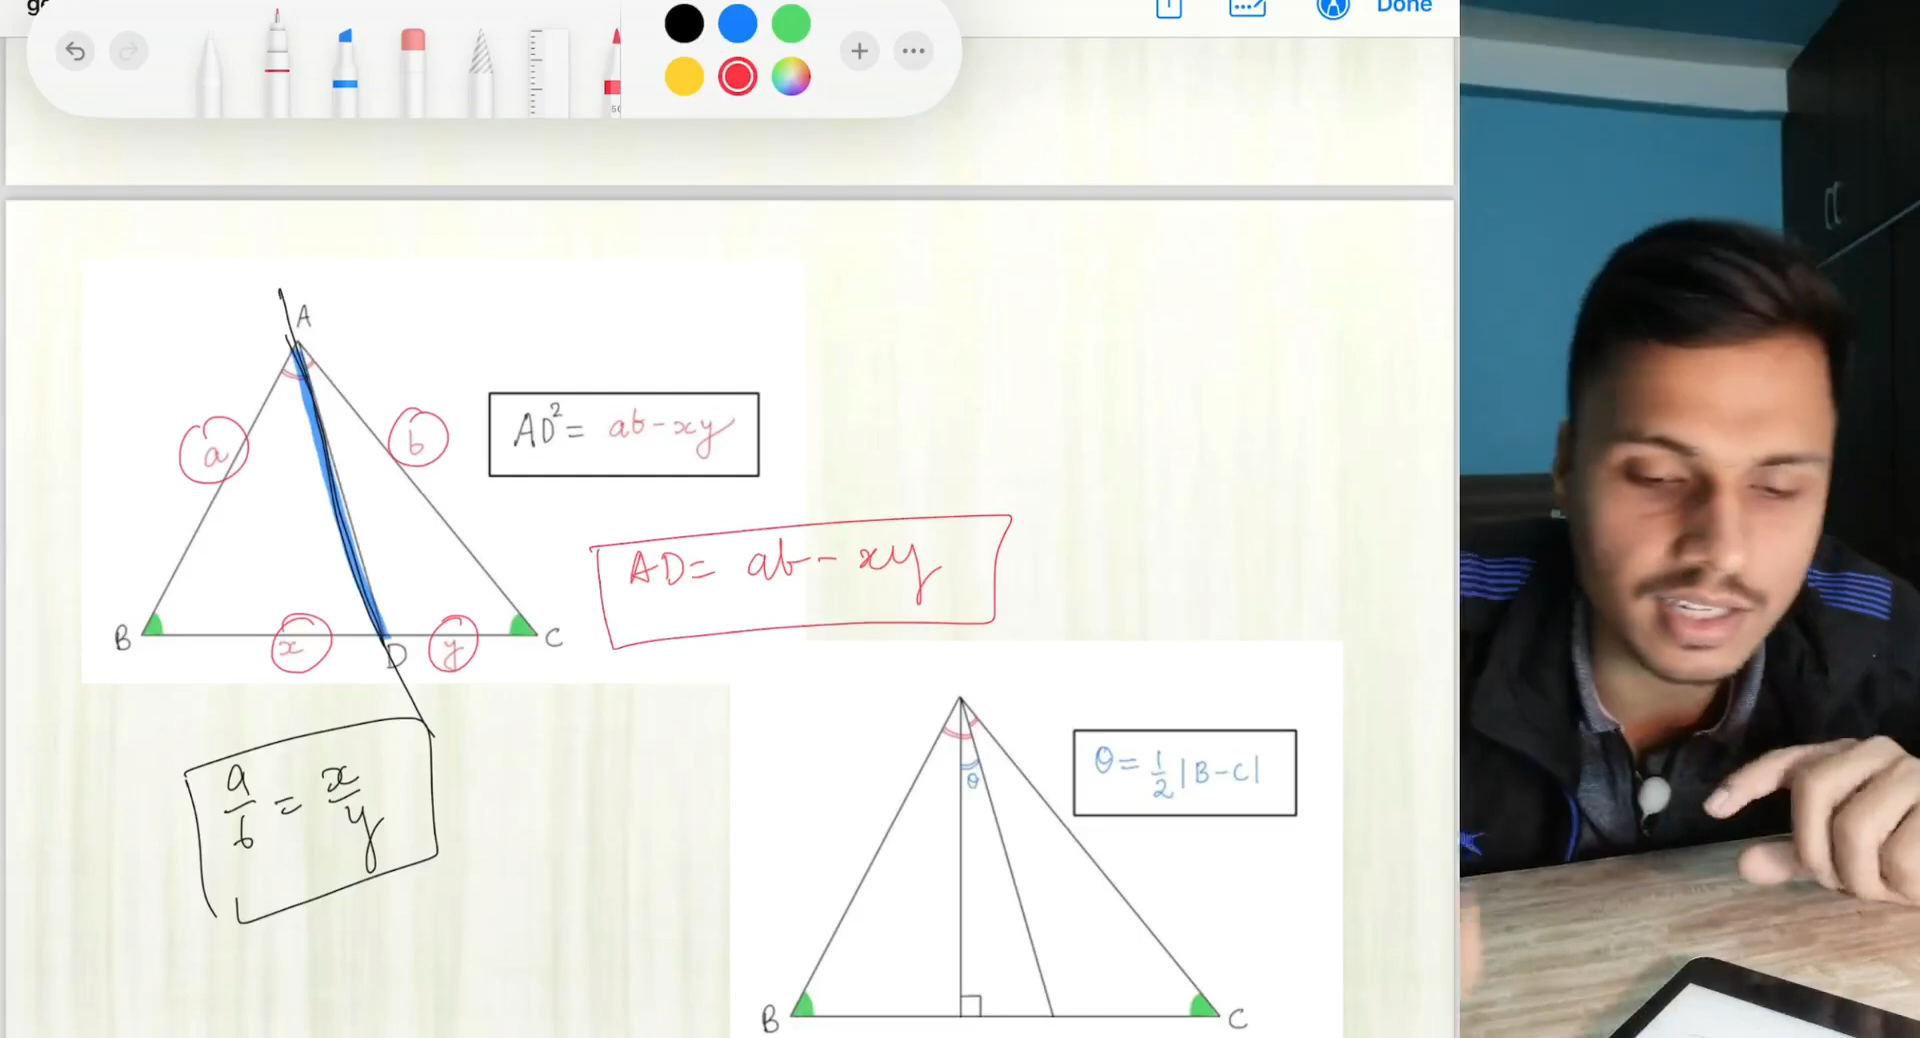 Done
A
a
b
AD² = ab - xy
AD = ab - xy
B
x
D
y
C
a/b = x/y
θ = 1/2 |B - C|
θ
B
C